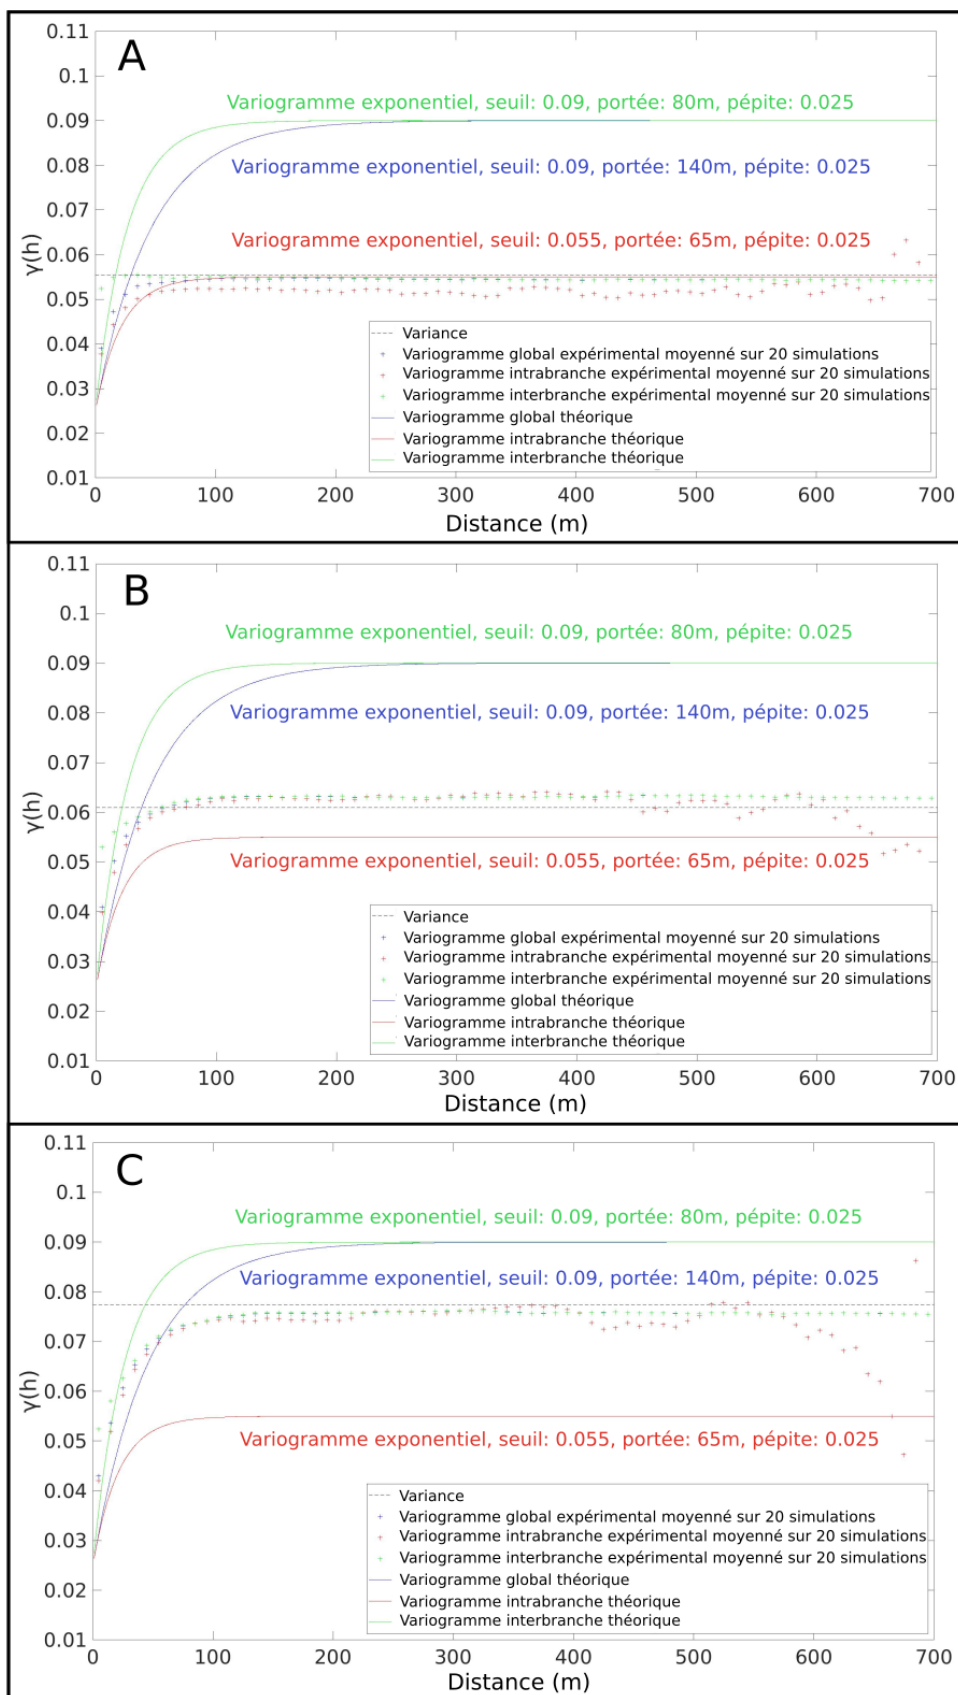 A
0.11
0.1
0.09
0.08
0.07
0.06
0.05
0.04
0.03
0.02
0.01
γ(h)
Variogramme exponentiel, seuil: 0.09, portée: 80m, pépite: 0.025
Variogramme exponentiel, seuil: 0.09, portée: 140m, pépite: 0.025
Variogramme exponentiel, seuil: 0.055, portée: 65m, pépite: 0.025
Variance
Variogramme global expérimental moyenné sur 20 simulations
Variogramme intrabranche expérimental moyenné sur 20 simulations
Variogramme interbranche expérimental moyenné sur 20 simulations
Variogramme global théorique
Variogramme intrabranche théorique
Variogramme interbranche théorique
0 100 200 300 400 500 600 700
Distance (m)
B
0.11
0.1
0.09
0.08
0.07
0.06
0.05
0.04
0.03
0.02
0.01
γ(h)
Variogramme exponentiel, seuil: 0.09, portée: 80m, pépite: 0.025
Variogramme exponentiel, seuil: 0.09, portée: 140m, pépite: 0.025
Variogramme exponentiel, seuil: 0.055, portée: 65m, pépite: 0.025
Variance
Variogramme global expérimental moyenné sur 20 simulations
Variogramme intrabranche expérimental moyenné sur 20 simulations
Variogramme interbranche expérimental moyenné sur 20 simulations
Variogramme global théorique
Variogramme intrabranche théorique
Variogramme interbranche théorique
0 100 200 300 400 500 600 700
Distance (m)
C
0.11
0.1
0.09
0.08
0.07
0.06
0.05
0.04
0.03
0.02
0.01
γ(h)
Variogramme exponentiel, seuil: 0.09, portée: 80m, pépite: 0.025
Variogramme exponentiel, seuil: 0.09, portée: 140m, pépite: 0.025
Variogramme exponentiel, seuil: 0.055, portée: 65m, pépite: 0.025
Variance
Variogramme global expérimental moyenné sur 20 simulations
Variogramme intrabranche expérimental moyenné sur 20 simulations
Variogramme interbranche expérimental moyenné sur 20 simulations
Variogramme global théorique
Variogramme intrabranche théorique
Variogramme interbranche théorique
0 100 200 300 400 500 600 700
Distance (m)